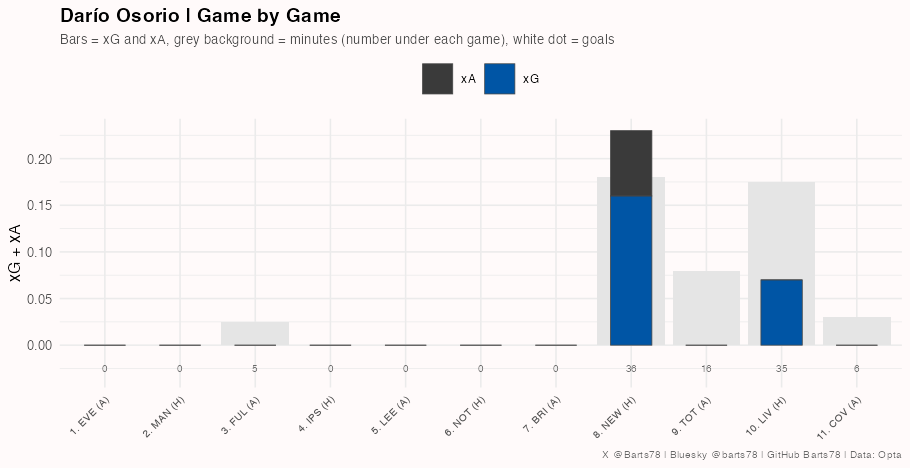 Darío Osorio | Game by Game
Bars = xG and xA, grey background = minutes (number under each game), white dot = goals
xA xG
xG + xA
0.20
0.15
0.10
0.05
0.00
0 0 5 0 0 0 0 36 16 35 6
1. EVE (A) 2. MAN (H) 3. FUL (A) 4. IPS (H) 5. LEE (A) 6. NOT (H) 7. BRI (A) 8. NEW (H) 9. TOT (A) 10. LIV (H) 11. COV (A)
X @Barts78 | Bluesky @barts78 | GitHub Barts78 | Data: Opta